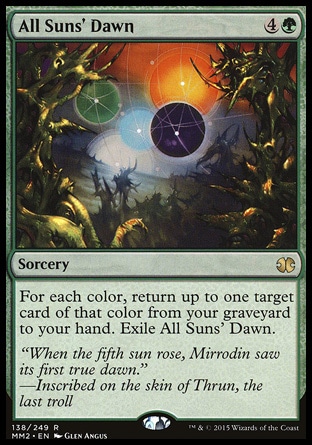 All Suns' Dawn 4
Sorcery
For each color, return up to one target
card of that color from your graveyard
to your hand. Exile All Suns' Dawn.
“When the fifth sun rose, Mirrodin saw
its first true dawn.”
—Inscribed on the skin of Thrun, the
last troll
138/249 R
MM2 • EN Glen Angus
™ & © 2015 Wizards of the Coast